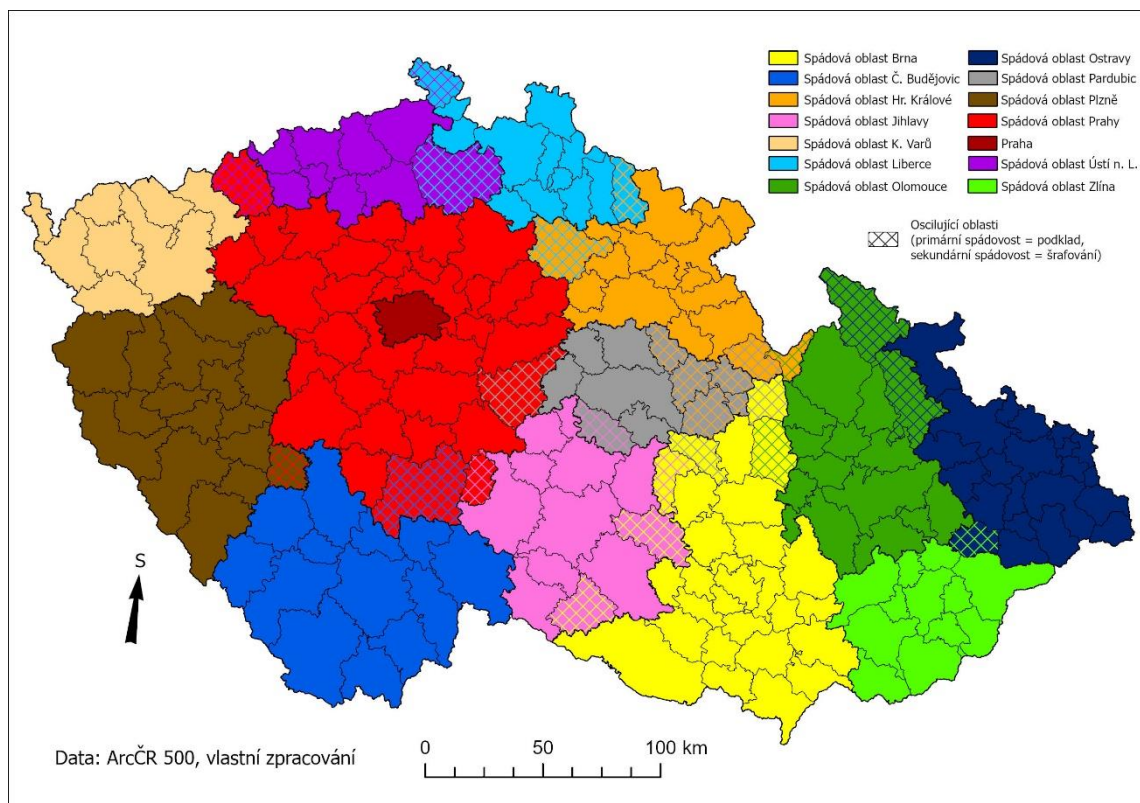 Spádová oblast Brna
Spádová oblast Č. Budějovic
Spádová oblast Hr. Králové
Spádová oblast Jihlavy
Spádová oblast K. Varů
Spádová oblast Liberce
Spádová oblast Olomouce
Spádová oblast Ostravy
Spádová oblast Pardubic
Spádová oblast Plzně
Spádová oblast Prahy
Praha
Spádová oblast Ústí n. L.
Spádová oblast Zlína
Oscilující oblasti
(primární spádovost = podklad,
sekundární spádovost = šrafování)
S
Data: ArcČR 500, vlastní zpracování
0 50 100 km